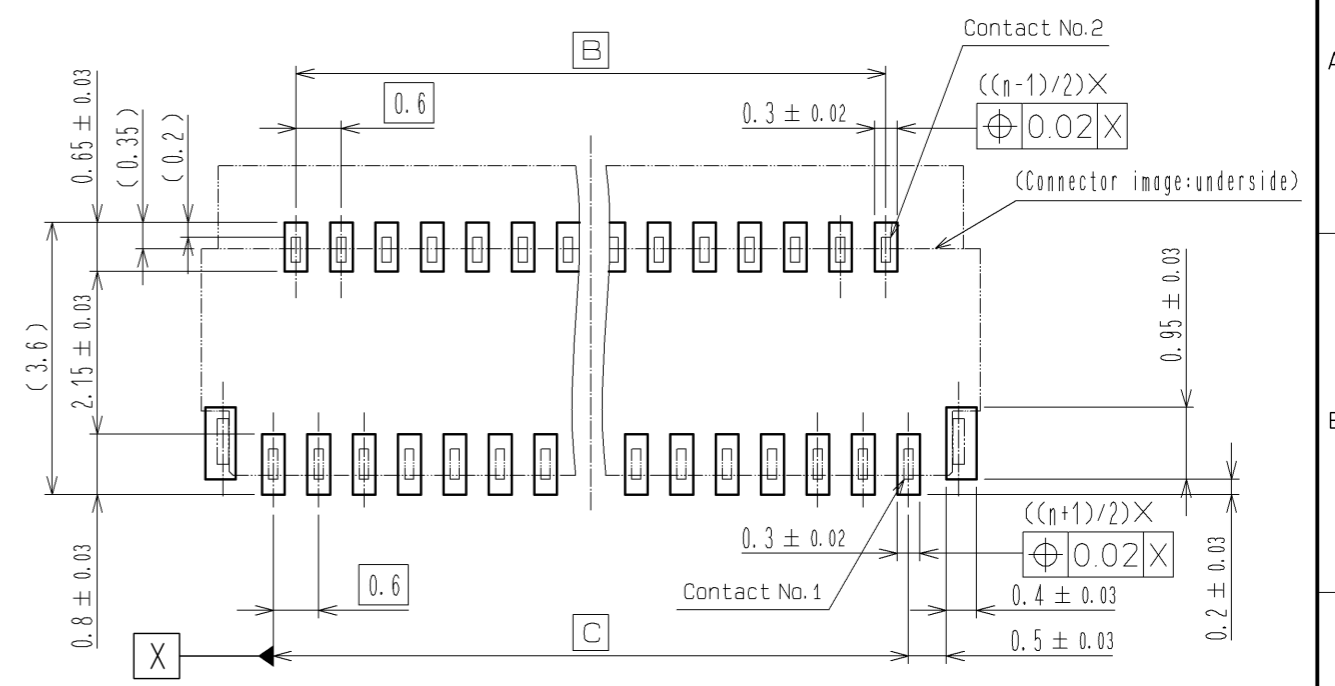 Contact No.2
B
((n-1)/2)X
0.6
0.3 ± 0.02
⌖ 0.02 X
0.65 ± 0.03
(0.35)
(0.2)
(Connector image:underside)
(3.6)
2.15 ± 0.03
0.95 ± 0.03
0.8 ± 0.03
0.6
0.3 ± 0.02
((n+1)/2)X
⌖ 0.02 X
Contact No.1
0.4 ± 0.03
0.2 ± 0.03
X
C
0.5 ± 0.03